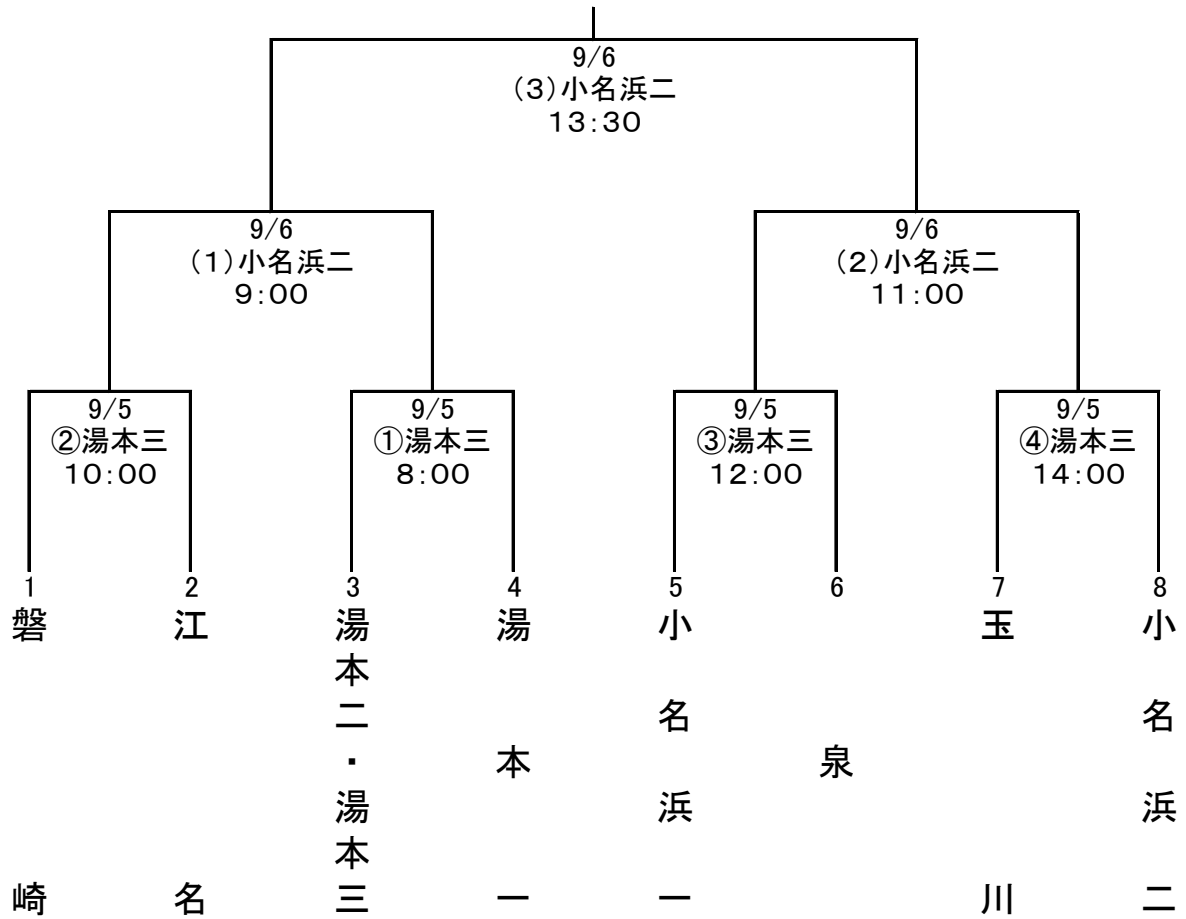 9/6
(3)小名浜二
13:30
9/6
(1)小名浜二
9:00
9/6
(2)小名浜二
11:00
9/5
②湯本三
10:00
9/5
①湯本三
8:00
9/5
③湯本三
12:00
9/5
④湯本三
14:00
1
磐崎
2
江名
3
湯本二・湯本三
4
湯本一
5
小名浜一
6
泉
7
玉川
8
小名浜二